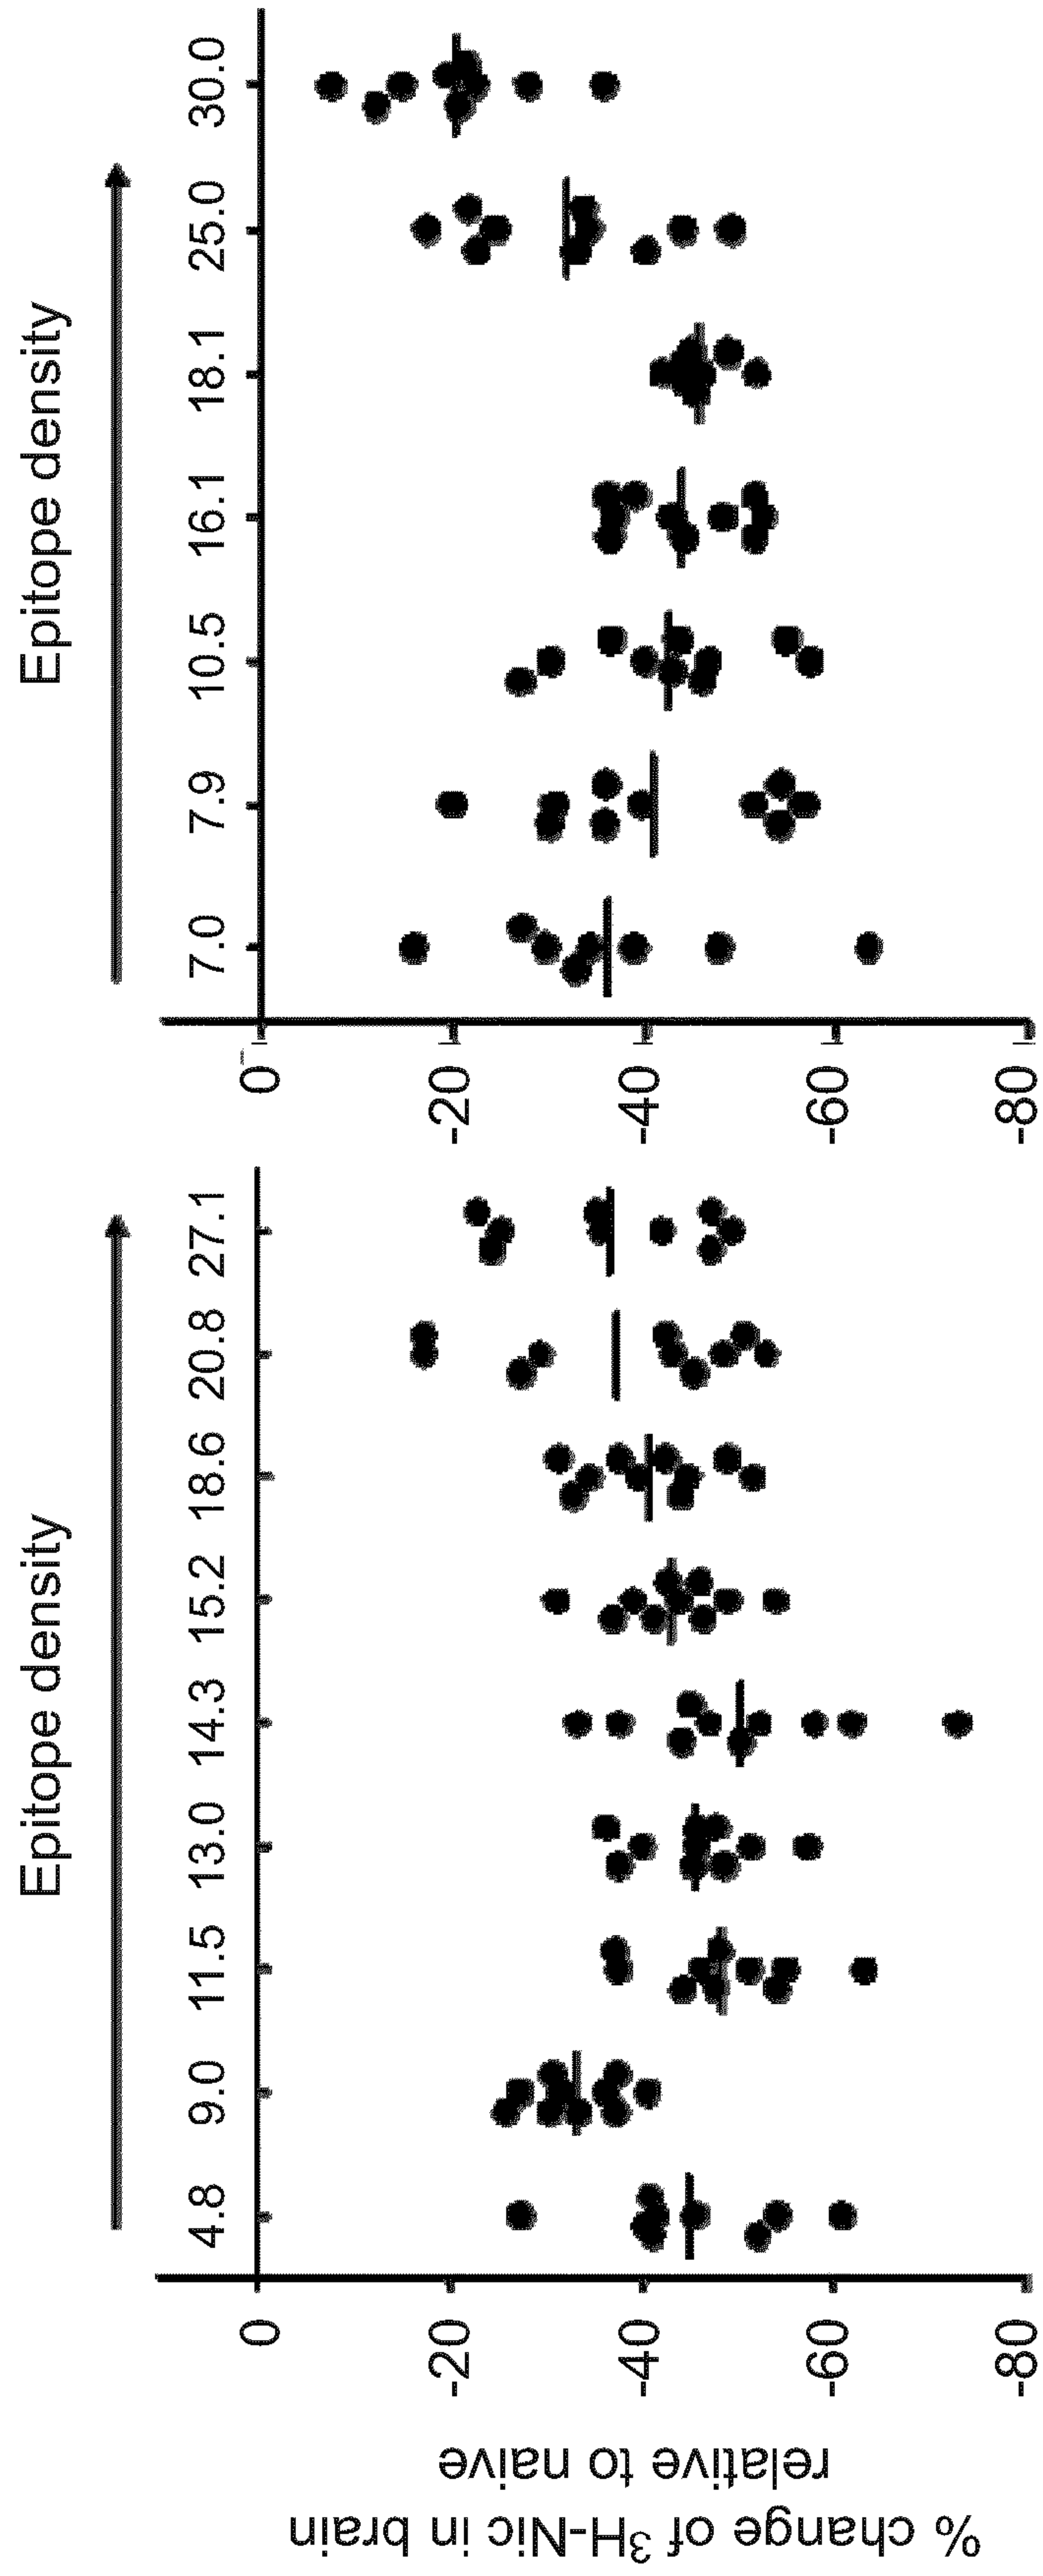 Epitope density
4.8 9.0 11.5 13.0 14.3 15.2 18.6 20.8 27.1
0
-20
-40
-60
-80
% change of ³H-Nic in brain
relative to naive
Epitope density
7.0 7.9 10.5 16.1 18.1 25.0 30.0
0
-20
-40
-60
-80